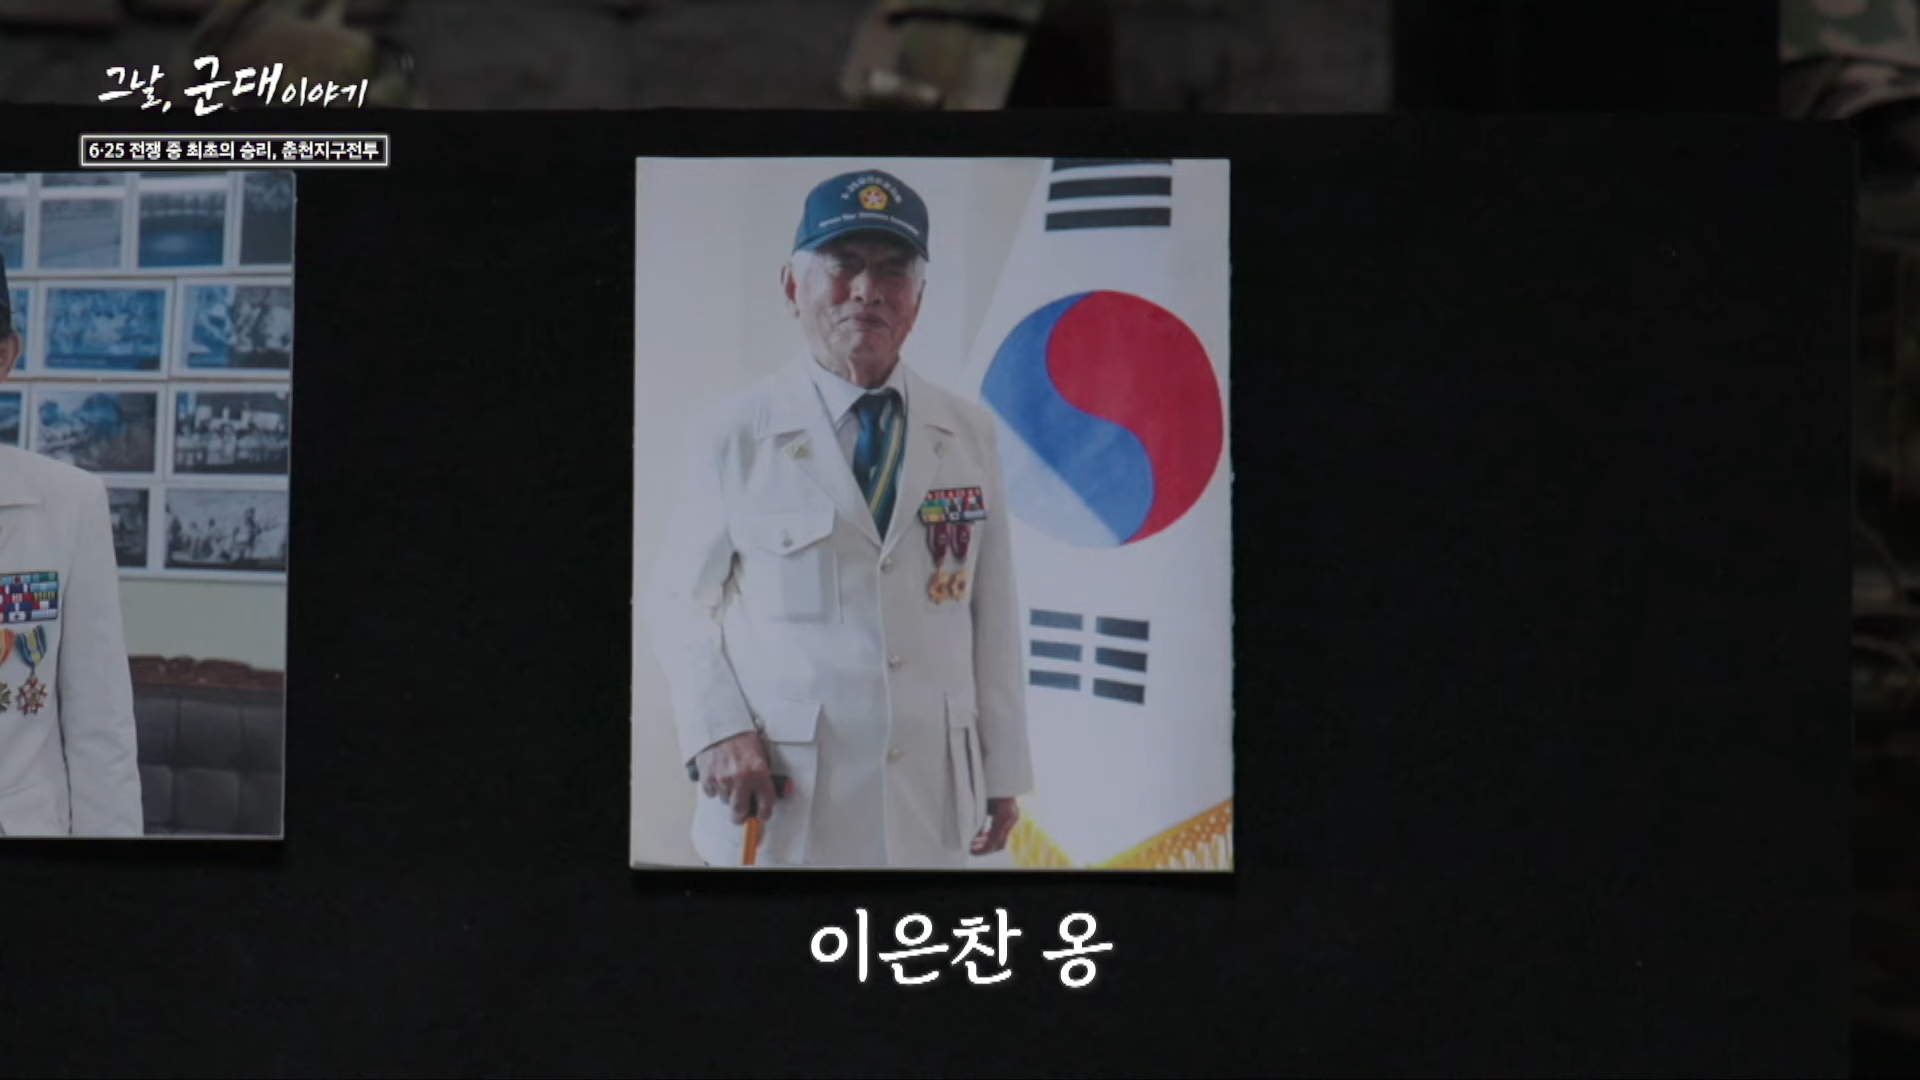 그날, 군대이야기
6·25 전쟁 중 최초의 승리, 춘천지구전투
이은찬 옹